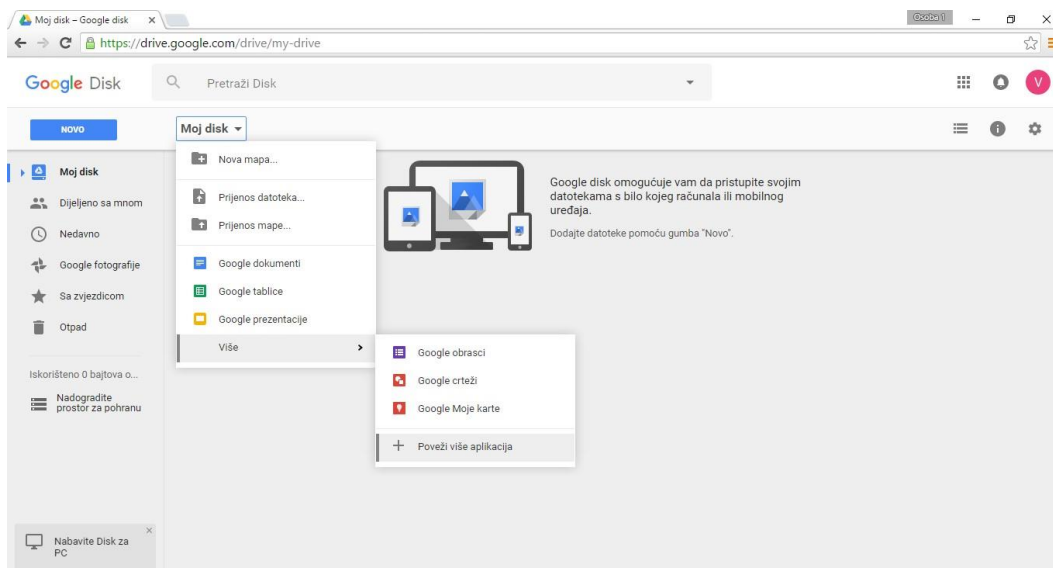 Moj disk – Google disk
Osoba 1
https://drive.google.com/drive/my-drive
Google Disk
Pretraži Disk
V
NOVO
Moj disk
Moj disk
Dijeljeno sa mnom
Nedavno
Google fotografije
Sa zvjezdicom
Otpad
Iskorišteno 0 bajtova o...
Nadogradite
prostor za pohranu
Nabavite Disk za
PC
Nova mapa...
Prijenos datoteka...
Prijenos mape...
Google dokumenti
Google tablice
Google prezentacije
Više
Google obrasci
Google crteži
Google Moje karte
Poveži više aplikacija
Google disk omogućuje vam da pristupite svojim
datotekama s bilo kojeg računala ili mobilnog
uređaja.
Dodajte datoteke pomoću gumba "Novo".